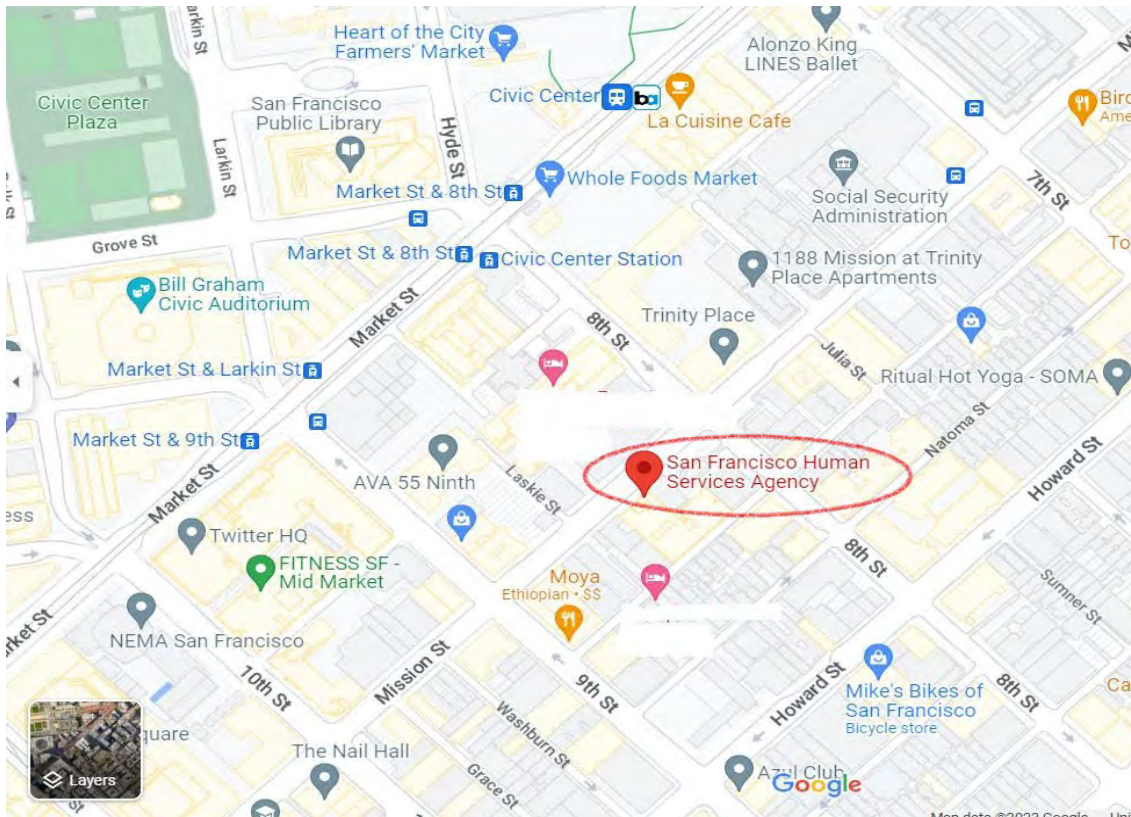 Larkin St
Heart of the City
Farmers' Market
Alonzo King
LINES Ballet
Civic Center
Plaza
San Francisco
Public Library
Civic Center
ba
La Cuisine Cafe
Larkin St
Hyde St
Market St & 8th St
Whole Foods Market
Social Security
Administration
7th St
Grove St
Market St & 8th St
Civic Center Station
1188 Mission at Trinity
Place Apartments
Bill Graham
Civic Auditorium
Market St
8th St
Trinity Place
Julia St
Market St & Larkin St
Ritual Hot Yoga - SOMA
Natoma St
Market St & 9th St
AVA 55 Ninth
Laskie St
San Francisco Human
Services Agency
Howard St
Market St
Twitter HQ
FITNESS SF -
Mid Market
Moya
Ethiopian • $$
8th St
Sumner St
NEMA San Francisco
10th St
Mission St
9th St
Howard St
Mike's Bikes of
San Francisco
Bicycle store
8th St
Washburn St
The Nail Hall
Grace St
Azul Club
Google
Layers
Map data ©2022 Google